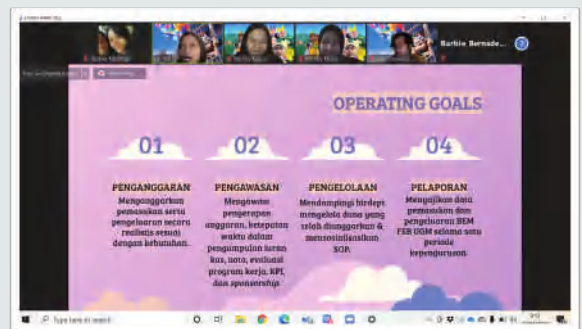 Barbie Bernade...
OPERATING GOALS
01
PENGANGGARAN
Menganggarkan
pemasukan serta
pengeluaran secara
realistis sesuai
dengan kebutuhan.
02
PENGAWASAN
Mengawasi
pengerapan
anggaran, ketepatan
waktu dalam
pengumpulan iuran
kas, nota, evaluasi
program kerja, KPI,
dan sponsorship.
03
PENGELOLAAN
Mendampingi birdept
mengelola dana yang
telah dianggarkan &
mensosialisasikan
SOP.
04
PELAPORAN
Menyajikan data
pemasukan dan
pengeluaran BEM
FEB UGM selama satu
periode
kepengurusan.
Type here to search